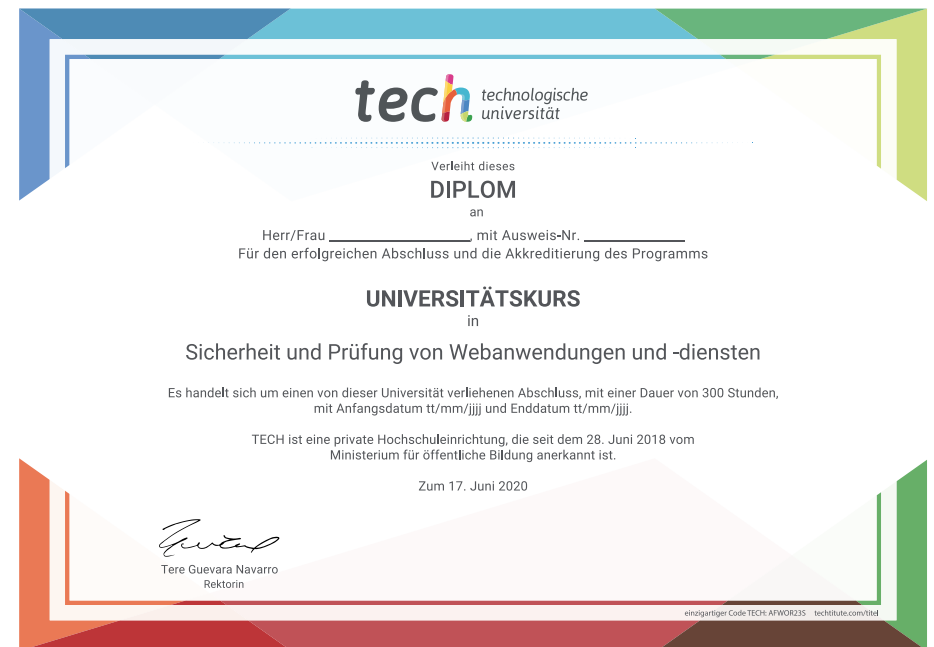 tech technologische
universität
Verleiht dieses
DIPLOM
an
Herr/Frau ____________________, mit Ausweis-Nr. ______________
Für den erfolgreichen Abschluss und die Akkreditierung des Programms
UNIVERSITÄTSKURS
in
Sicherheit und Prüfung von Webanwendungen und -diensten
Es handelt sich um einen von dieser Universität verliehenen Abschluss, mit einer Dauer von 300 Stunden,
mit Anfangsdatum tt/mm/jjjj und Enddatum tt/mm/jjjj.
TECH ist eine private Hochschuleinrichtung, die seit dem 28. Juni 2018 vom
Ministerium für öffentliche Bildung anerkannt ist.
Zum 17. Juni 2020
Tere Guevara Navarro
Rektorin
einzigartiger Code TECH: AFWOR23S techtitute.com/titel